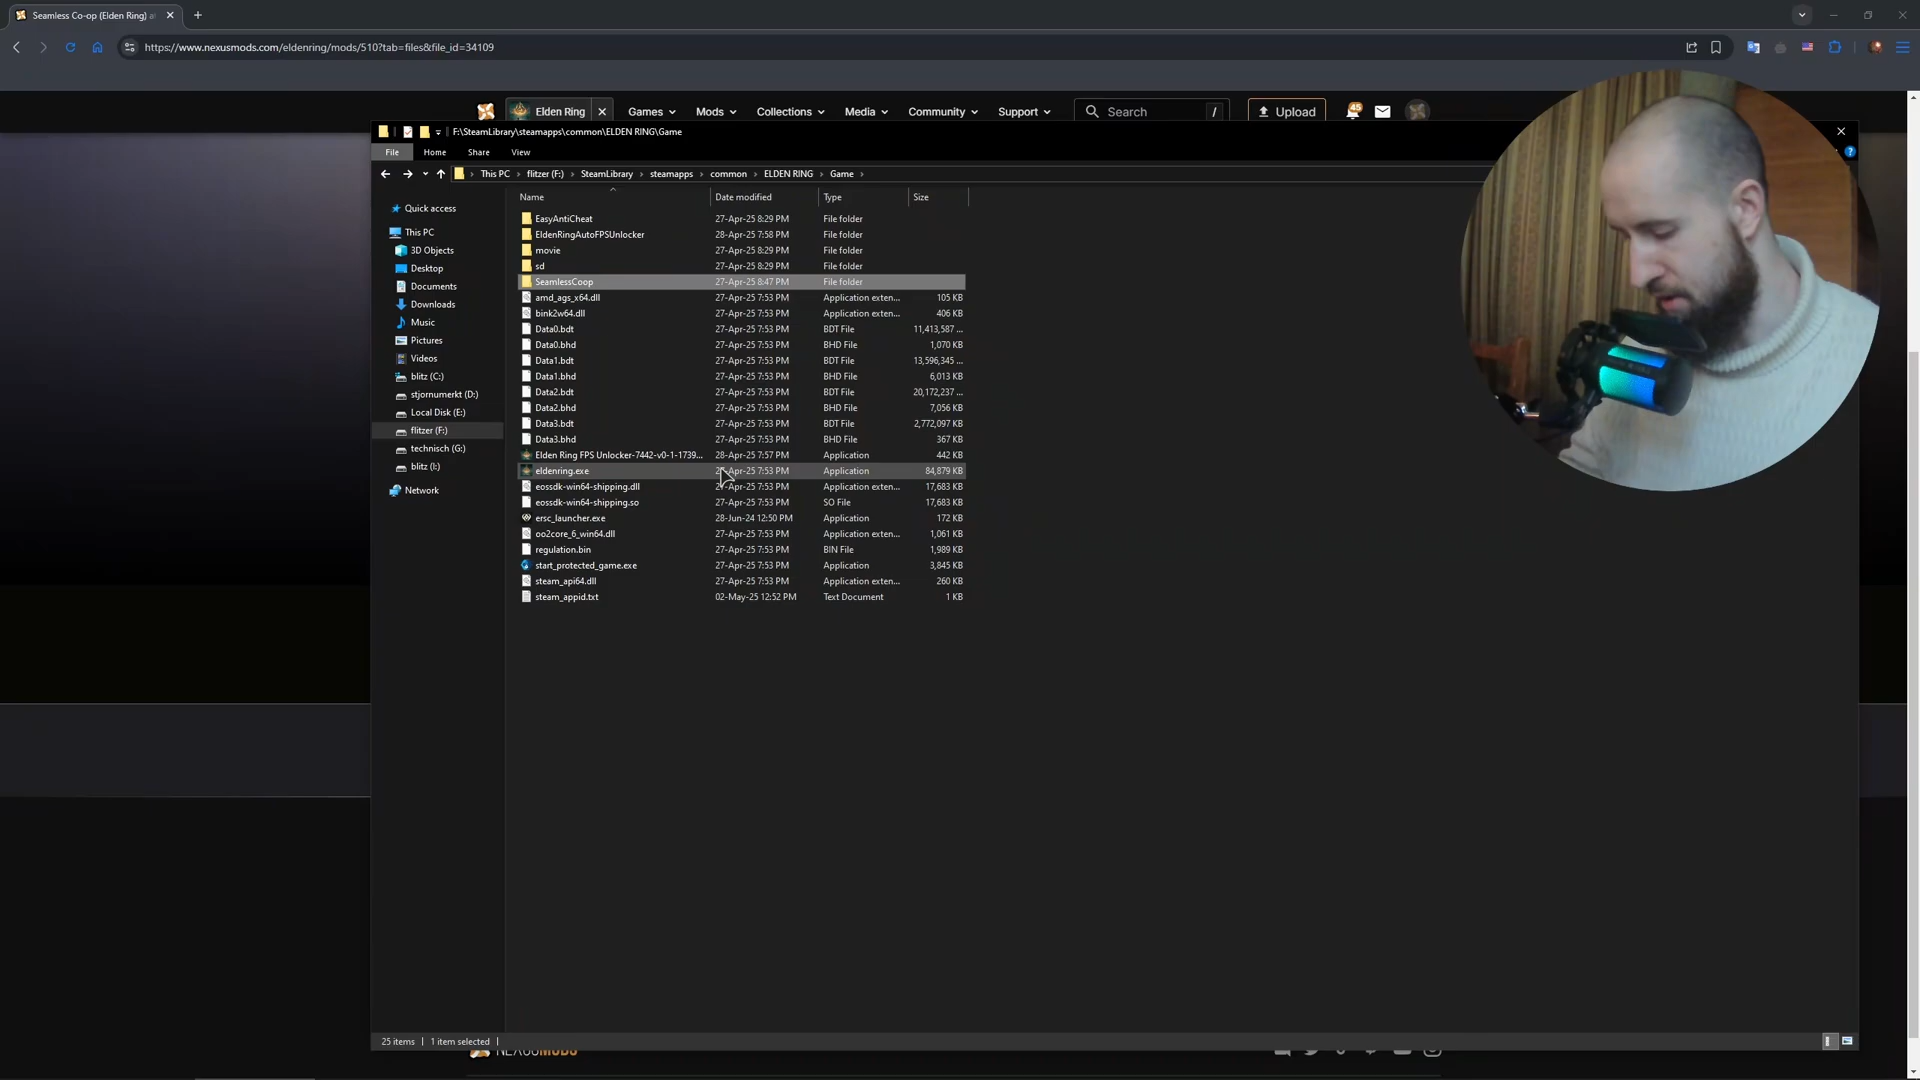 Seamless Co-op (Elden Ring) a
https://www.nexusmods.com/eldenring/mods/510?tab=files&file_id=34109
Elden Ring Games Mods Collections Media Community Support Search / Upload 45
F:\SteamLibrary\steamapps\common\ELDEN RING\Game
File Home Share View
This PC flitzer (F:) SteamLibrary steamapps common ELDEN RING Game
Name Date modified Type Size
Quick access
This PC
3D Objects
Desktop
Documents
Downloads
Music
Pictures
Videos
blitz (C:)
stjornumerkt (D:)
Local Disk (E:)
flitzer (F:)
technisch (G:)
blitz (I:)
Network
EasyAntiCheat 27-Apr-25 8:29 PM File folder
EldenRingAutoFPSUnlocker 28-Apr-25 7:58 PM File folder
movie 27-Apr-25 8:29 PM File folder
sd 27-Apr-25 8:29 PM File folder
SeamlessCoop 27-Apr-25 8:47 PM File folder
amd_ags_x64.dll 27-Apr-25 7:53 PM Application exten... 105 KB
bink2w64.dll 27-Apr-25 7:53 PM Application exten... 406 KB
Data0.bdt 27-Apr-25 7:53 PM BDT File 11,413,587 ...
Data0.bhd 27-Apr-25 7:53 PM BHD File 1,070 KB
Data1.bdt 27-Apr-25 7:53 PM BDT File 13,596,345 ...
Data1.bhd 27-Apr-25 7:53 PM BHD File 6,013 KB
Data2.bdt 27-Apr-25 7:53 PM BDT File 20,172,237 ...
Data2.bhd 27-Apr-25 7:53 PM BHD File 7,056 KB
Data3.bdt 27-Apr-25 7:53 PM BDT File 2,772,097 KB
Data3.bhd 27-Apr-25 7:53 PM BHD File 367 KB
Elden Ring FPS Unlocker-7442-v0-1-1739... 28-Apr-25 7:57 PM Application 442 KB
eldenring.exe 7:53 PM Application 84,879 KB
eossdk-win64-shipping.dll 27-Apr-25 7:53 PM Application exten... 17,683 KB
eossdk-win64-shipping.so 27-Apr-25 7:53 PM SO File 17,683 KB
ersc_launcher.exe 28-Jun-24 12:50 PM Application 172 KB
oo2core_6_win64.dll 27-Apr-25 7:53 PM Application exten... 1,061 KB
regulation.bin 27-Apr-25 7:53 PM BIN File 1,989 KB
start_protected_game.exe 27-Apr-25 7:53 PM Application 3,845 KB
steam_api64.dll 27-Apr-25 7:53 PM Application exten... 260 KB
steam_appid.txt 02-May-25 12:52 PM Text Document 1 KB
25 items 1 item selected
NEXUSMODS